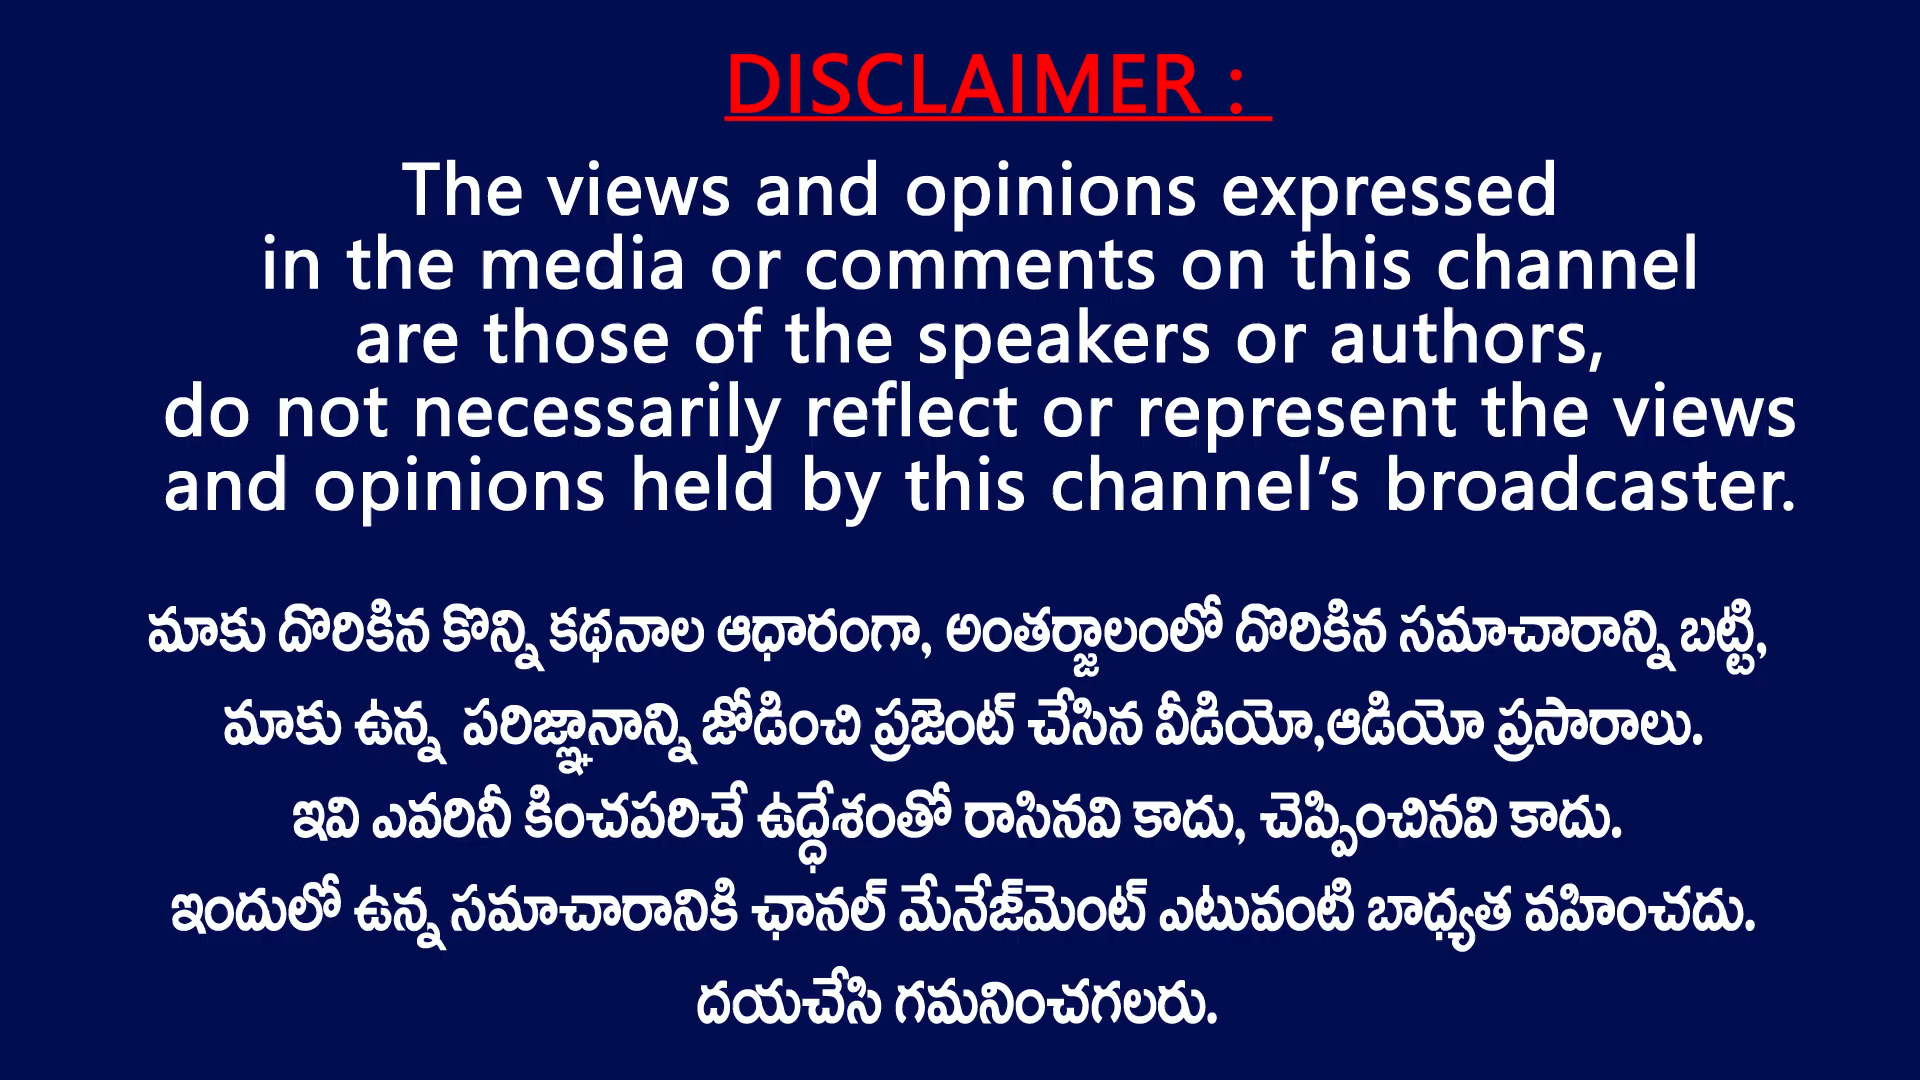 DISCLAIMER :
The views and opinions expressed
in the media or comments on this channel
are those of the speakers or authors,
do not necessarily reflect or represent the views
and opinions held by this channel’s broadcaster.
మాకు దొరికిన కొన్ని కథనాల ఆధారంగా, అంతర్జాలంలో దొరికిన సమాచారాన్ని బట్టి,
మాకు ఉన్న పరిజ్ఞానాన్ని జోడించి ప్రజెంట్ చేసిన వీడియో,ఆడియో ప్రసారాలు.
ఇవి ఎవరినీ కించపరిచే ఉద్ధేశంతో రాసినవి కాదు, చెప్పించినవి కాదు.
ఇందులో ఉన్న సమాచారానికి ఛానల్ మేనేజ్‌మెంట్ ఎటువంటి బాధ్యత వహించదు.
దయచేసి గమనించగలరు.